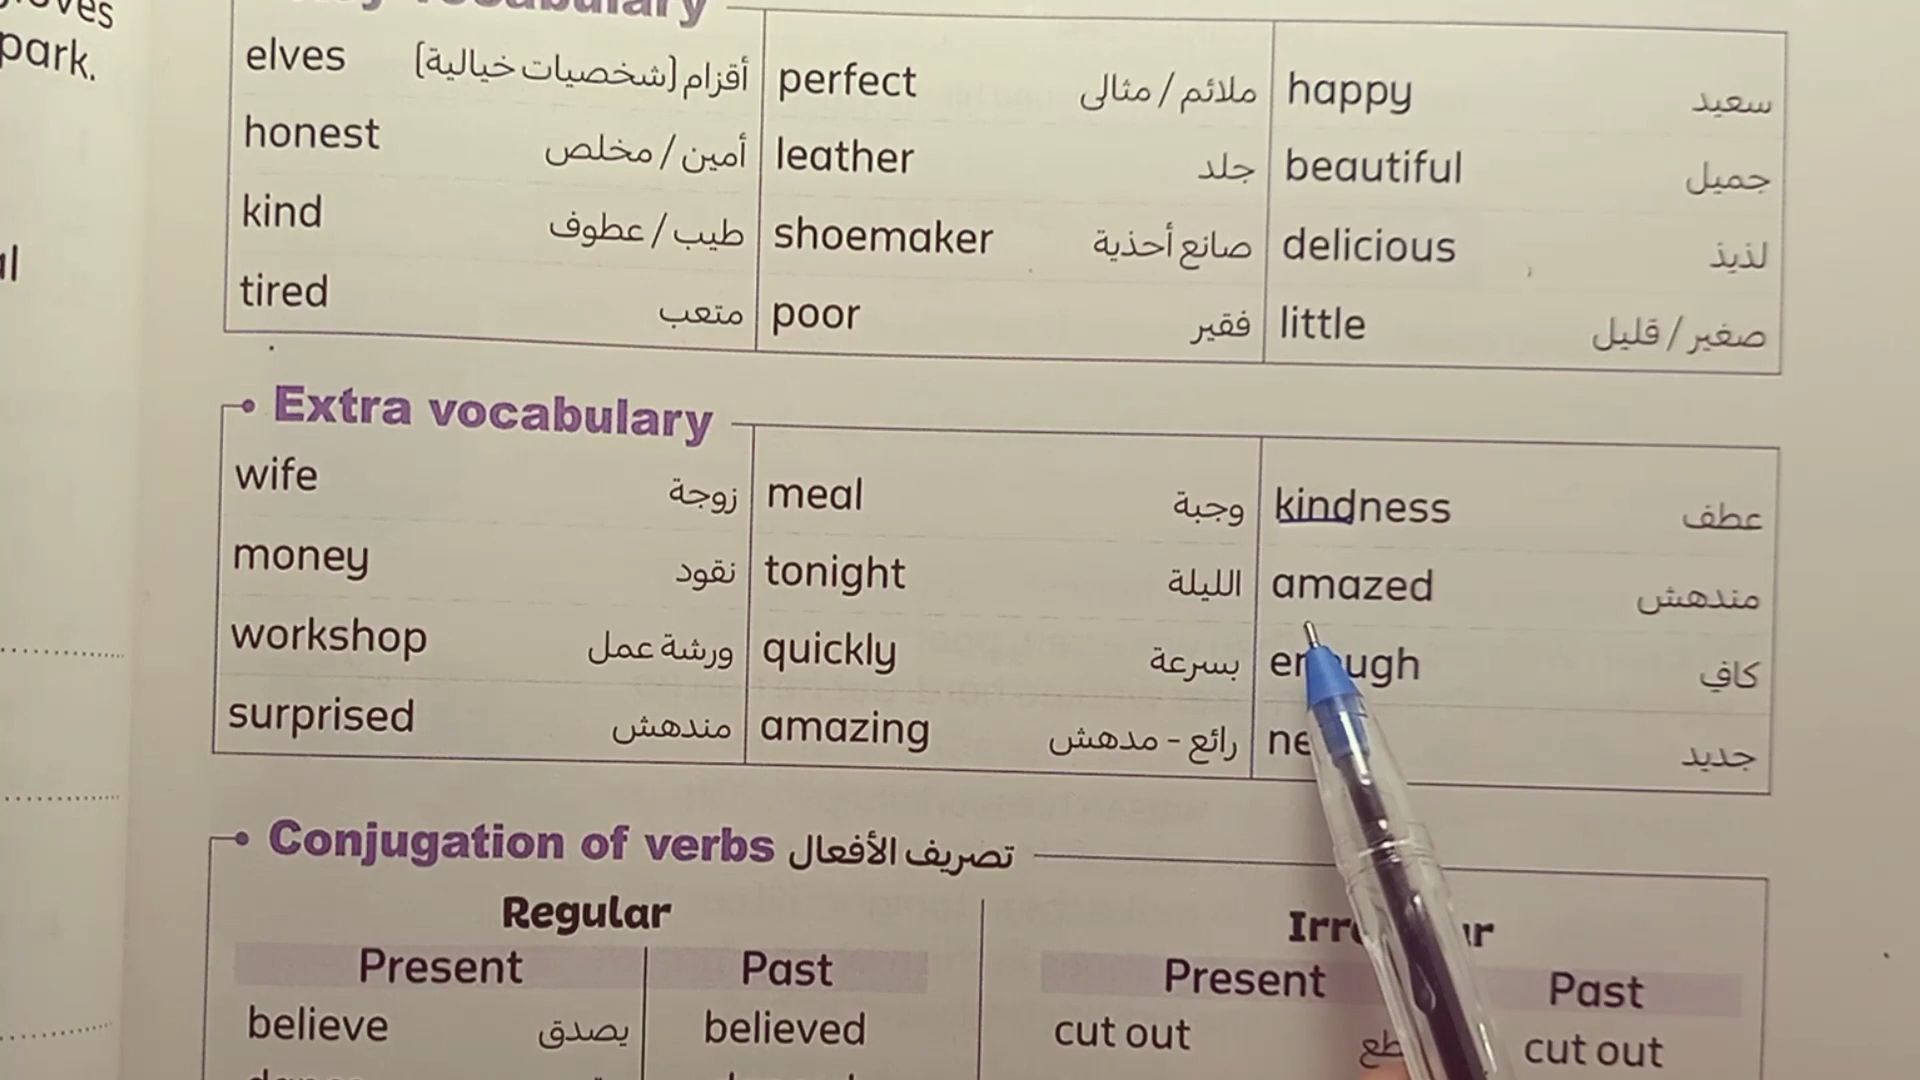 park.
elves أقزام (شخصيات خيالية) perfect ملائم / مثالى happy سعيد
honest أمين / مخلص leather جلد beautiful جميل
kind طيب / عطوف shoemaker صانع أحذية delicious لذيذ
tired متعب poor فقير little صغير / قليل
Extra vocabulary
wife زوجة meal وجبة kindness عطف
money نقود tonight الليلة amazed مندهش
workshop ورشة عمل quickly بسرعة enough كافٍ
surprised مندهش amazing رائع - مدهش جديد
Conjugation of verbs تصريف الأفعال
Regular
Present Past Present Past
believe يصدق believed cut out cut out